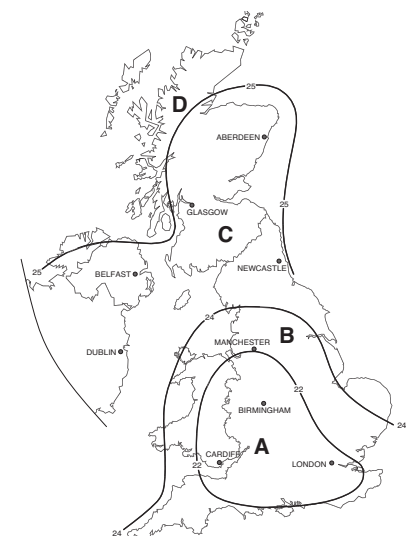 25
D
ABERDEEN
25
GLASGOW
C
25
BELFAST
NEWCASTLE
24
B
MANCHESTER
DUBLIN
22
BIRMINGHAM
24
A
CARDIFF
22
LONDON
24